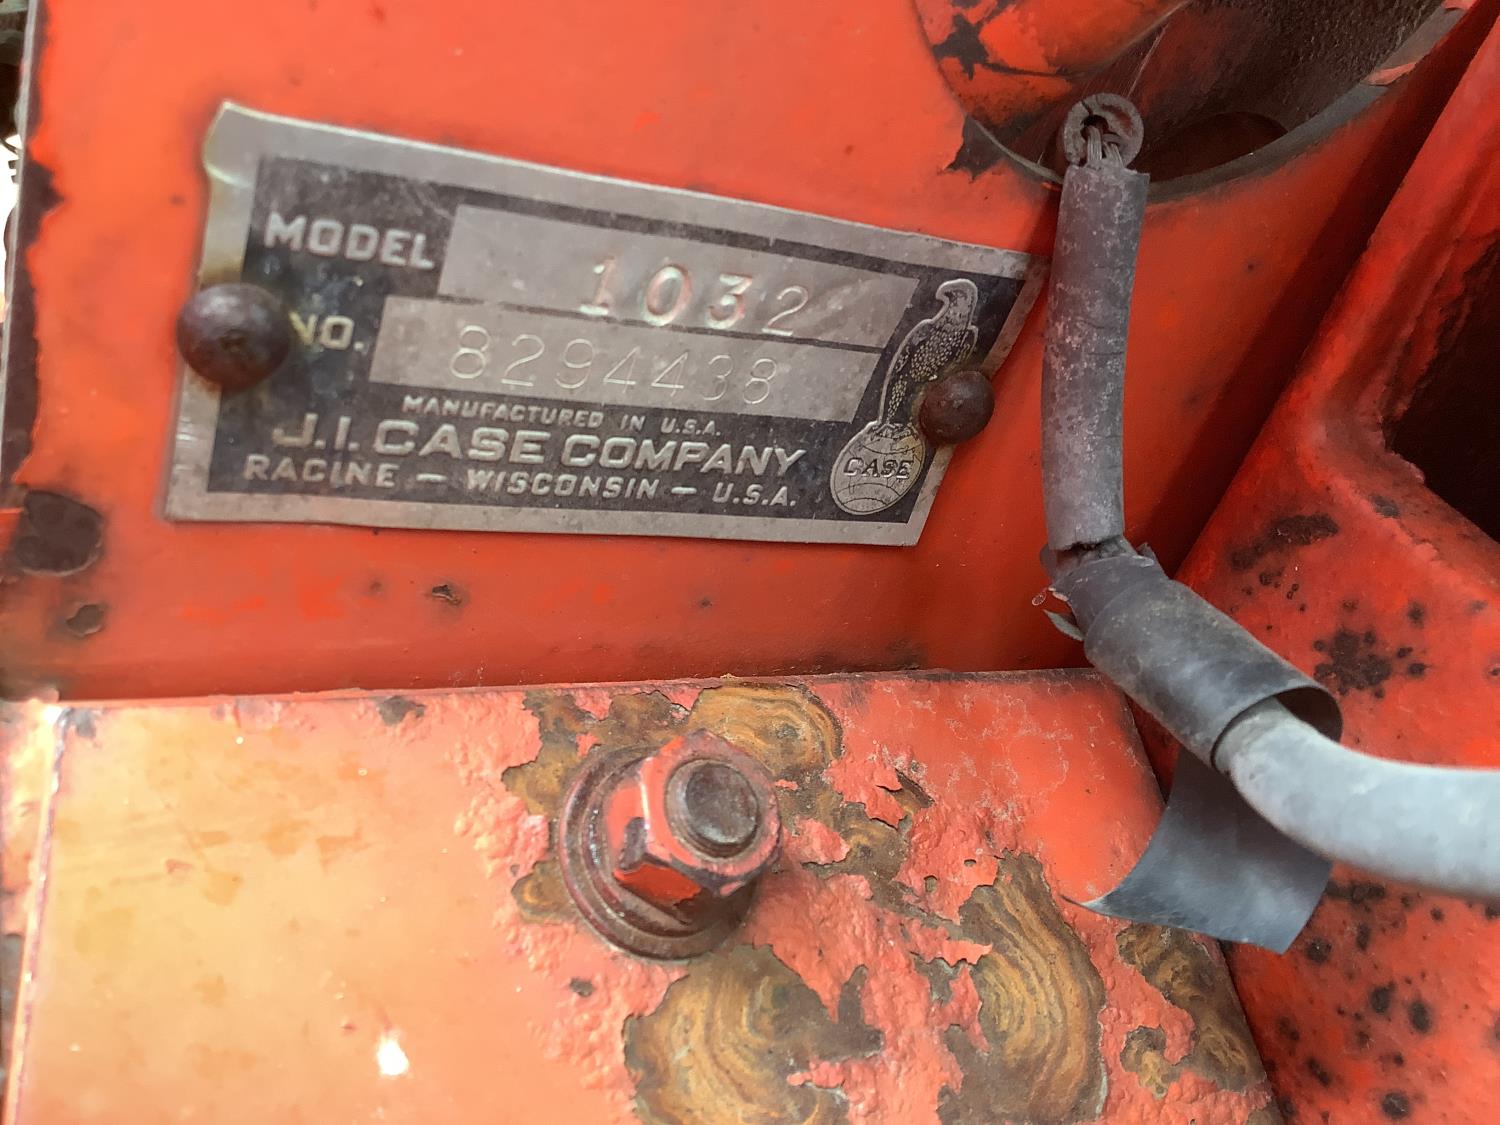 MODEL 1032
NO. 8294438
MANUFACTURED IN U.S.A.
J.I. CASE COMPANY
RACINE - WISCONSIN - U.S.A.
CASE